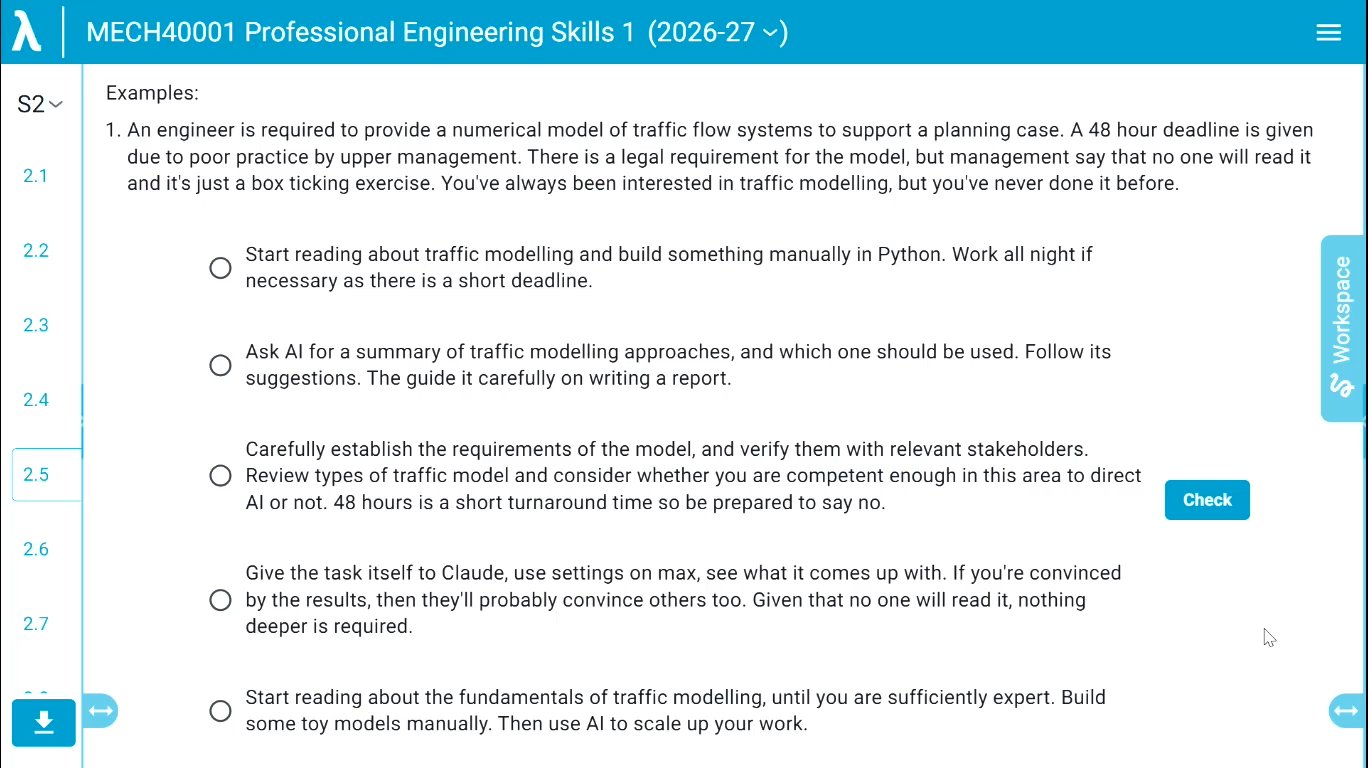 λ MECH40001 Professional Engineering Skills 1 (2026-27)
S2
2.1
2.2
2.3
2.4
2.5
2.6
2.7
Examples:
1. An engineer is required to provide a numerical model of traffic flow systems to support a planning case. A 48 hour deadline is given
due to poor practice by upper management. There is a legal requirement for the model, but management say that no one will read it
and it's just a box ticking exercise. You've always been interested in traffic modelling, but you've never done it before.
Start reading about traffic modelling and build something manually in Python. Work all night if
necessary as there is a short deadline.
Ask AI for a summary of traffic modelling approaches, and which one should be used. Follow its
suggestions. The guide it carefully on writing a report.
Carefully establish the requirements of the model, and verify them with relevant stakeholders.
Review types of traffic model and consider whether you are competent enough in this area to direct
AI or not. 48 hours is a short turnaround time so be prepared to say no.
Check
Give the task itself to Claude, use settings on max, see what it comes up with. If you're convinced
by the results, then they'll probably convince others too. Given that no one will read it, nothing
deeper is required.
Start reading about the fundamentals of traffic modelling, until you are sufficiently expert. Build
some toy models manually. Then use AI to scale up your work.
Workspace